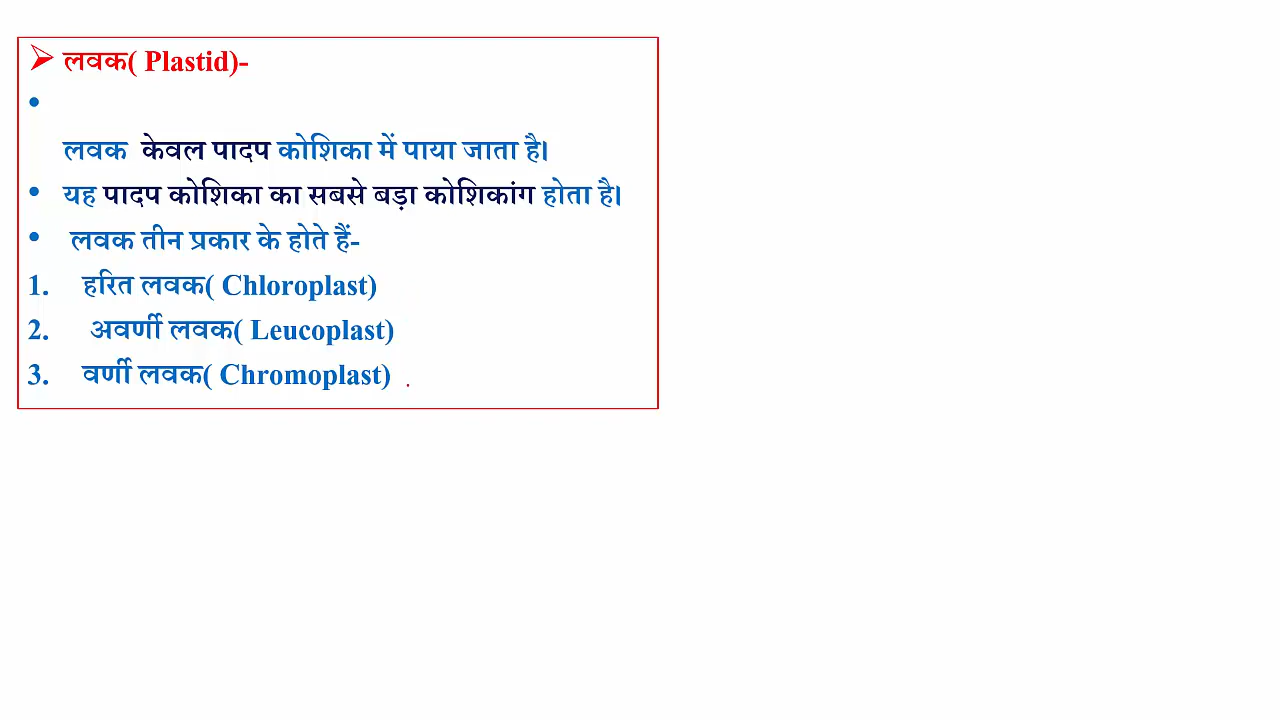 ➢ लवक( Plastid)-
•
लवक केवल पादप कोशिका में पाया जाता है।
• यह पादप कोशिका का सबसे बड़ा कोशिकांग होता है।
• लवक तीन प्रकार के होते हैं-
1. हरित लवक( Chloroplast)
2. अवर्णी लवक( Leucoplast)
3. वर्णी लवक( Chromoplast) .